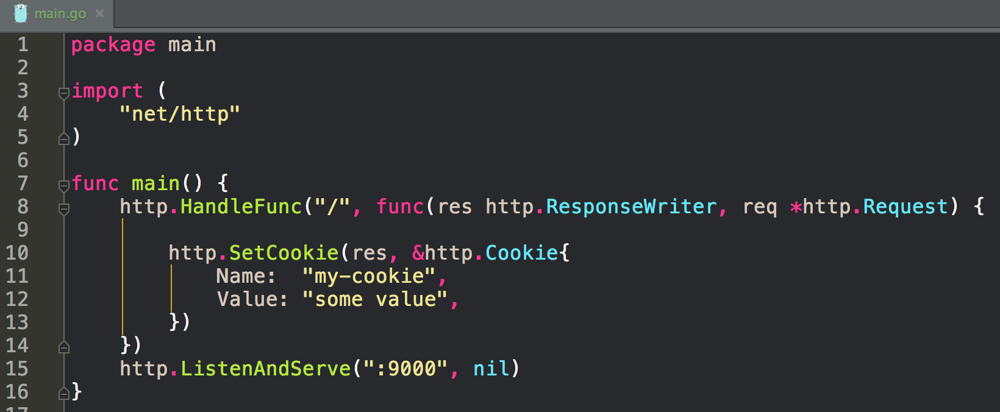 main.go ×
1 package main
2
3 import (
4     "net/http"
5 )
6
7 func main() {
8     http.HandleFunc("/", func(res http.ResponseWriter, req *http.Request) {
9
10         http.SetCookie(res, &http.Cookie{
11             Name:  "my-cookie",
12             Value: "some value",
13         })
14     })
15     http.ListenAndServe(":9000", nil)
16 }
17